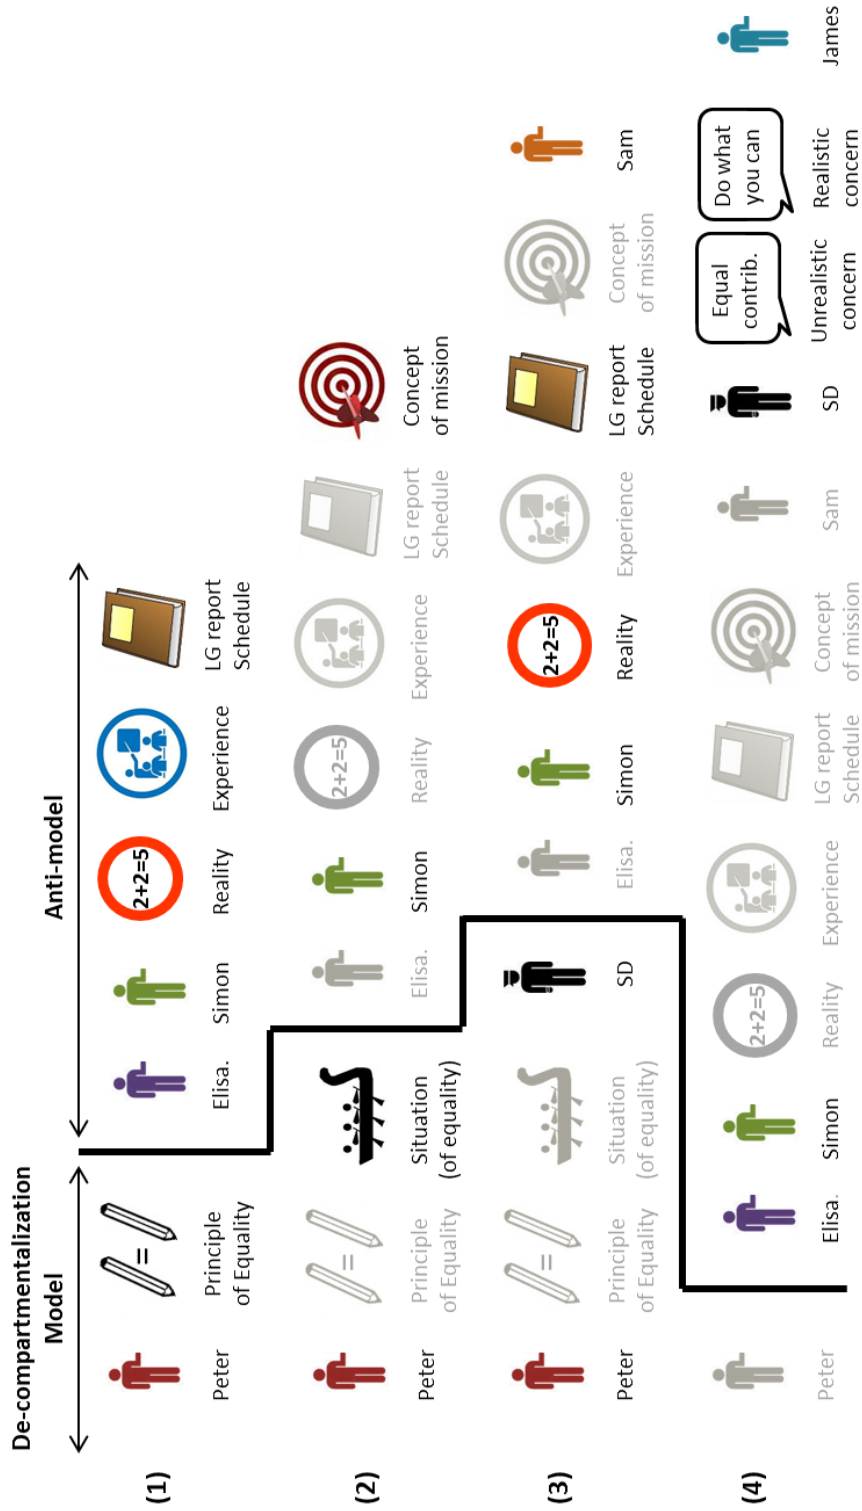 De-compartmentalization
Model
Anti-model
(1)
Peter
=
Principle
of Equality
Elisa.
Simon
2+2=5
Reality
Experience
LG report
Schedule
(2)
Peter
=
Principle
of Equality
Situation
(of equality)
Elisa.
Simon
2+2=5
Reality
Experience
LG report
Schedule
Concept
of mission
(3)
Peter
=
Principle
of Equality
Situation
(of equality)
SD
Elisa.
Simon
2+2=5
Reality
Experience
LG report
Schedule
Concept
of mission
Sam
(4)
Peter
Elisa.
Simon
2+2=5
Reality
Experience
LG report
Schedule
Concept
of mission
Sam
SD
Equal
contrib.
Unrealistic
concern
Do what
you can
Realistic
concern
James